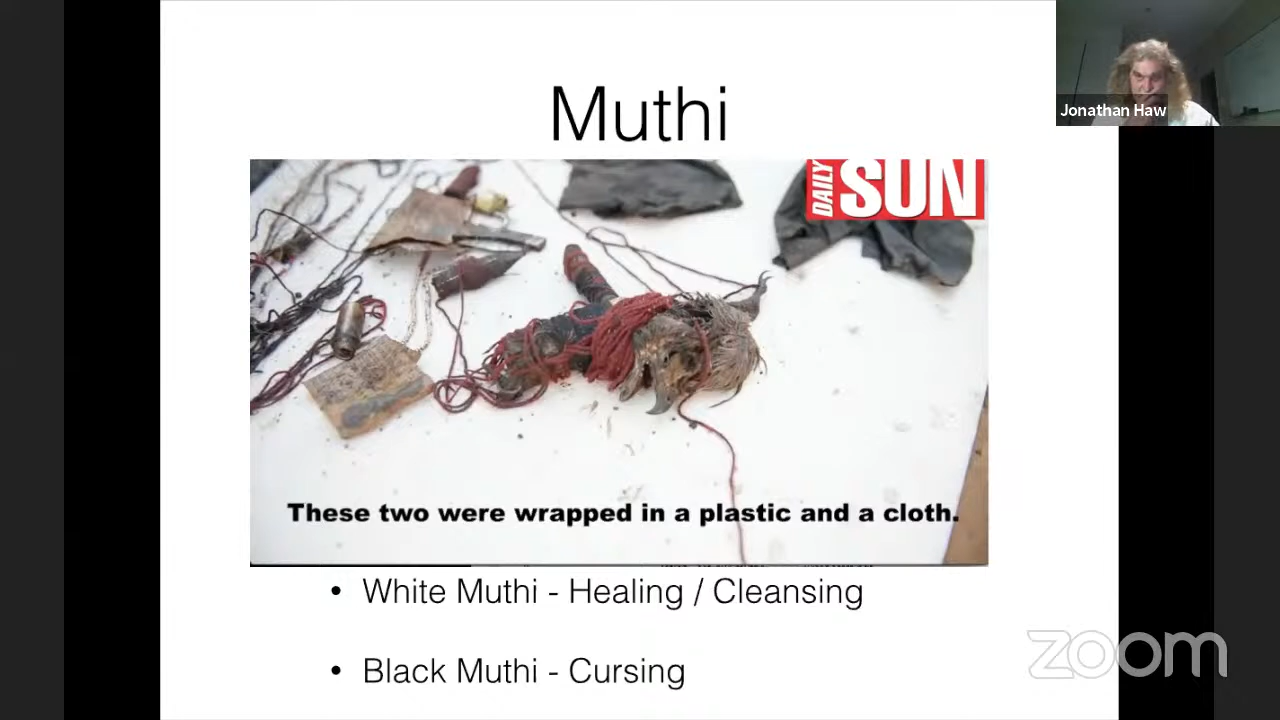 Muthi
Jonathan Haw
DAILY
SUN
These two were wrapped in a plastic and a cloth.
• White Muthi - Healing / Cleansing
• Black Muthi - Cursing
zoom